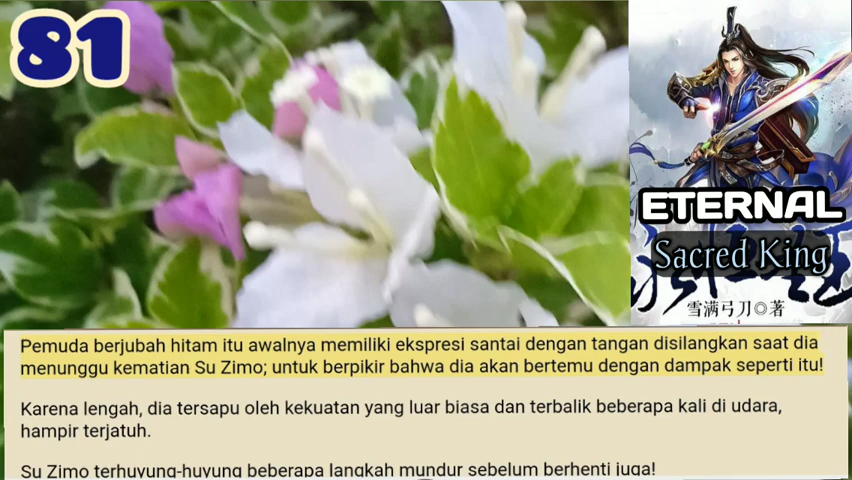 81
ETERNAL
Sacred King
雪满弓刀◎著
Pemuda berjubah hitam itu awalnya memiliki ekspresi santai dengan tangan disilangkan saat dia
menunggu kematian Su Zimo; untuk berpikir bahwa dia akan bertemu dengan dampak seperti itu!
Karena lengah, dia tersapu oleh kekuatan yang luar biasa dan terbalik beberapa kali di udara,
hampir terjatuh.
Su Zimo terhuyung-huyung beberapa langkah mundur sebelum berhenti juga!